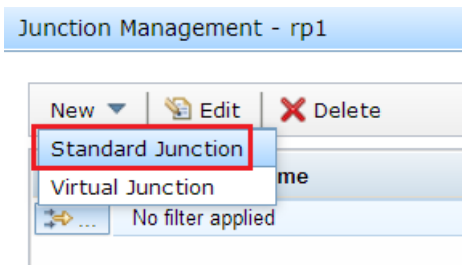 Junction Management - rp1
New Edit Delete
Standard Junction
Virtual Junction
me
... No filter applied